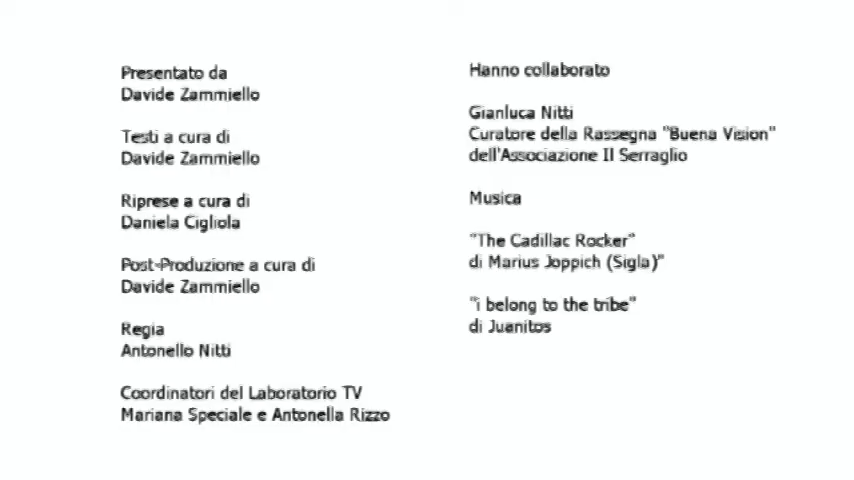 Presentato da
Davide Zammiello
Testi a cura di
Davide Zammiello
Riprese a cura di
Daniela Cigliola
Post-Produzione a cura di
Davide Zammiello
Regia
Antonello Nitti
Coordinatori del Laboratorio TV
Mariana Speciale e Antonella Rizzo
Hanno collaborato
Gianluca Nitti
Curatore della Rassegna "Buena Vision"
dell'Associazione Il Serraglio
Musica
"The Cadillac Rocker"
di Marius Joppich (Sigla)"
"i belong to the tribe"
di Juanitos